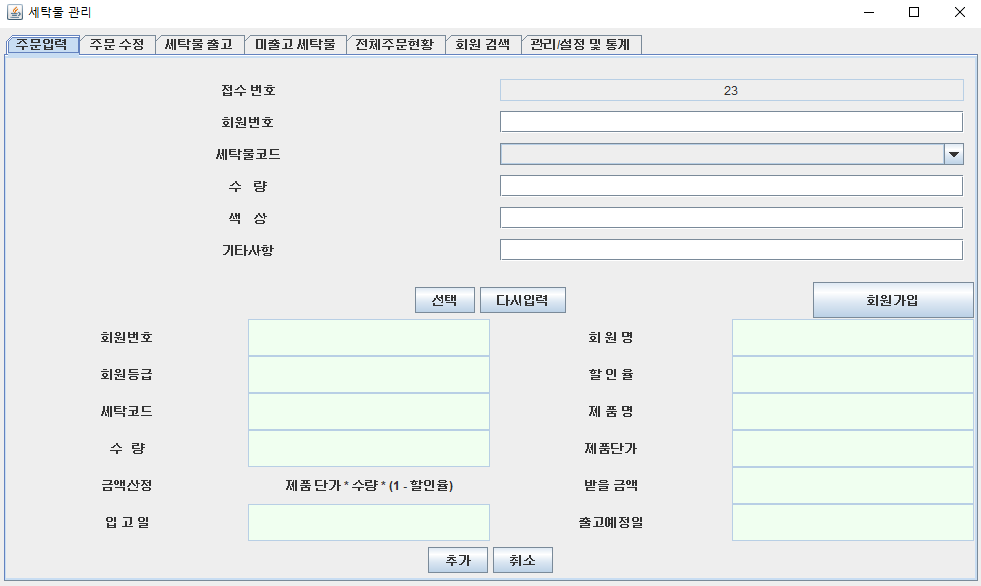 세탁물 관리
주문입력 주문 수정 세탁물 출고 미출고 세탁물 전체주문현황 회원 검색 관리/설정 및 통계
접수 번호 23
회원번호
세탁물코드
수 량
색 상
기타사항
선택 다시입력 회원가입
회원번호 회 원 명
회원등급 할 인 율
세탁코드 제 품 명
수 량 제품단가
금액산정 제품 단가 * 수량 * (1 - 할인율) 받을 금액
입 고 일 출고예정일
추가 취소